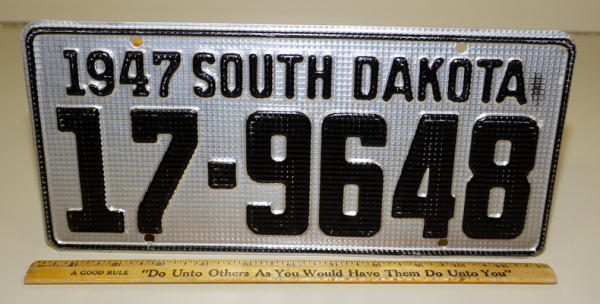 1947 SOUTH DAKOTA
17-9648
A GOOD RULE "Do Unto Others As You Would Have Them Do Unto You"